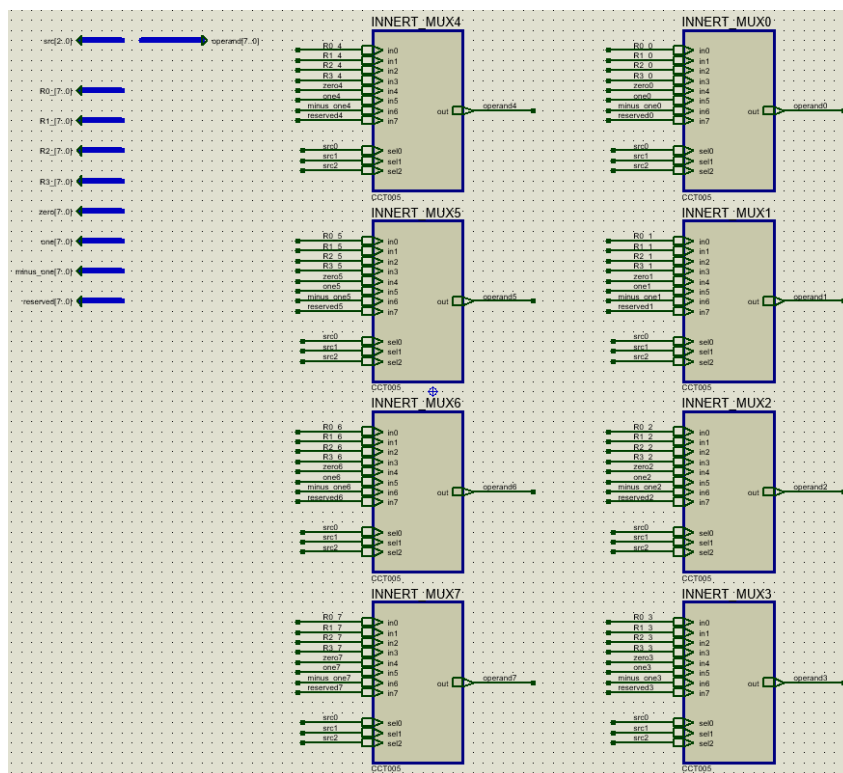 src[2..0]
operand[7..0]
R0_[7..0]
R1_[7..0]
R2_[7..0]
R3_[7..0]
zero[7..0]
one[7..0]
minus_one[7..0]
reserved[7..0]
INNERT_MUX4
R0_4 in0
R1_4 in1
R2_4 in2
R3_4 in3
zero4 in4
one4 in5
minus_one4 in6
reserved4 in7
out operand4
src0 sel0
src1 sel1
src2 sel2
CCT005
INNERT_MUX0
R0_0 in0
R1_0 in1
R2_0 in2
R3_0 in3
zero0 in4
one0 in5
minus_one0 in6
reserved0 in7
out operand0
src0 sel0
src1 sel1
src2 sel2
CCT005
INNERT_MUX5
R0_5 in0
R1_5 in1
R2_5 in2
R3_5 in3
zero5 in4
one5 in5
minus_one5 in6
reserved5 in7
out operand5
src0 sel0
src1 sel1
src2 sel2
CCT005
INNERT_MUX1
R0_1 in0
R1_1 in1
R2_1 in2
R3_1 in3
zero1 in4
one1 in5
minus_one1 in6
reserved1 in7
out operand1
src0 sel0
src1 sel1
src2 sel2
CCT005
INNERT_MUX6
R0_6 in0
R1_6 in1
R2_6 in2
R3_6 in3
zero6 in4
one6 in5
minus_one6 in6
reserved6 in7
out operand6
src0 sel0
src1 sel1
src2 sel2
CCT005
INNERT_MUX2
R0_2 in0
R1_2 in1
R2_2 in2
R3_2 in3
zero2 in4
one2 in5
minus_one2 in6
reserved2 in7
out operand2
src0 sel0
src1 sel1
src2 sel2
CCT005
INNERT_MUX7
R0_7 in0
R1_7 in1
R2_7 in2
R3_7 in3
zero7 in4
one7 in5
minus_one7 in6
reserved7 in7
out operand7
src0 sel0
src1 sel1
src2 sel2
CCT005
INNERT_MUX3
R0_3 in0
R1_3 in1
R2_3 in2
R3_3 in3
zero3 in4
one3 in5
minus_one3 in6
reserved3 in7
out operand3
src0 sel0
src1 sel1
src2 sel2
CCT005